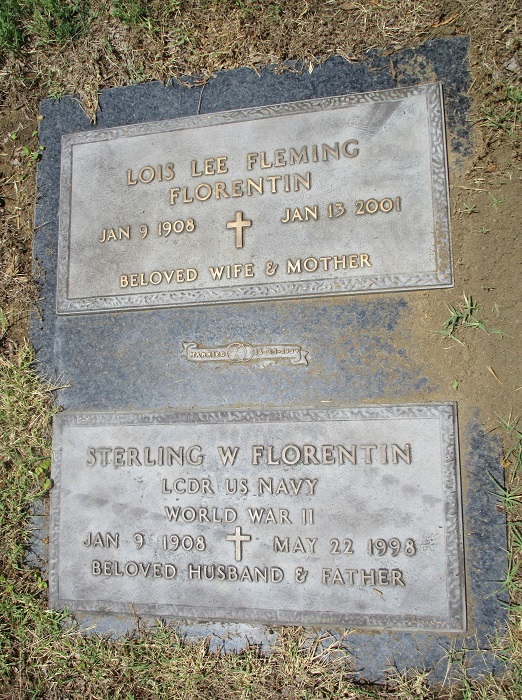 LOIS LEE FLEMING
FLORENTIN
JAN 9 1908 JAN 13 2001
BELOVED WIFE & MOTHER
MARRIED
STERLING W FLORENTIN
LCDR US NAVY
WORLD WAR II
JAN 9 1908 MAY 22 1998
BELOVED HUSBAND & FATHER